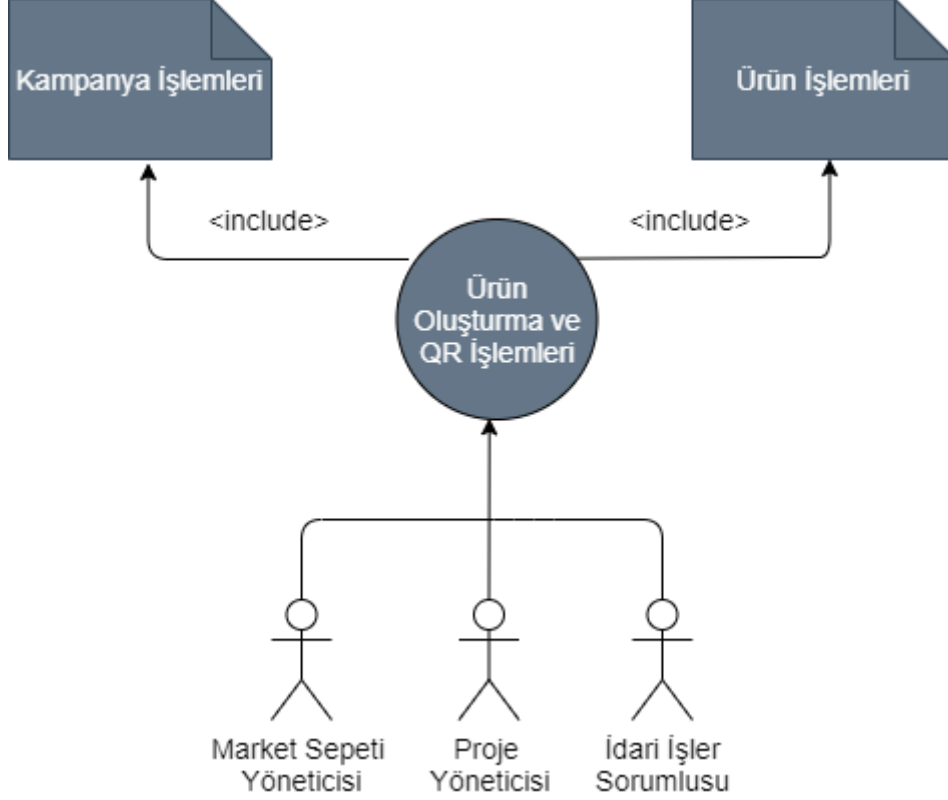 Kampanya İşlemleri
Ürün İşlemleri
<include>
<include>
Ürün
Oluşturma ve
QR İşlemleri
Market Sepeti
Yöneticisi
Proje
Yöneticisi
İdari İşler
Sorumlusu